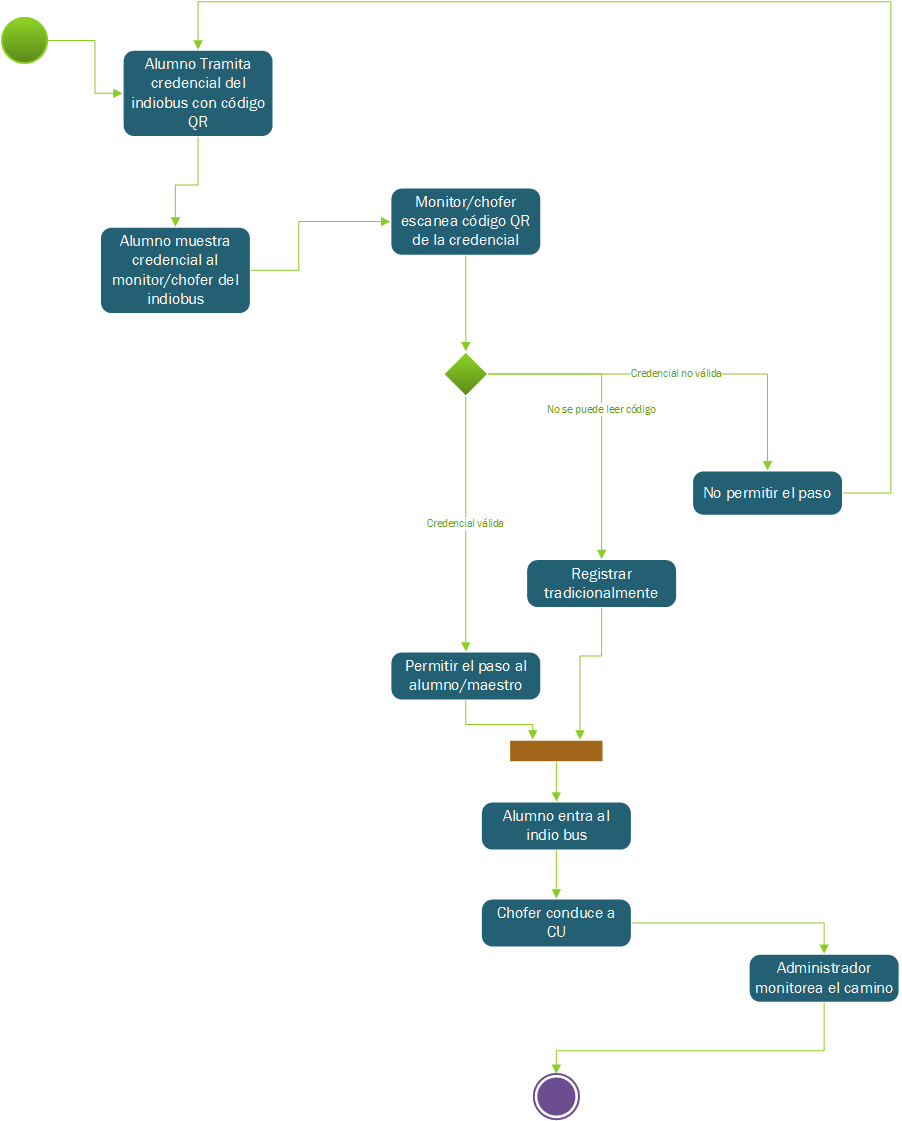 Alumno Tramita
credencial del
indiobus con código
QR
Alumno muestra
credencial al
monitor/chofer del
indiobus
Monitor/chofer
escanea código QR
de la credencial
Credencial no válida
No se puede leer código
No permitir el paso
Credencial válida
Registrar
tradicionalmente
Permitir el paso al
alumno/maestro
Alumno entra al
indio bus
Chofer conduce a
CU
Administrador
monitorea el camino